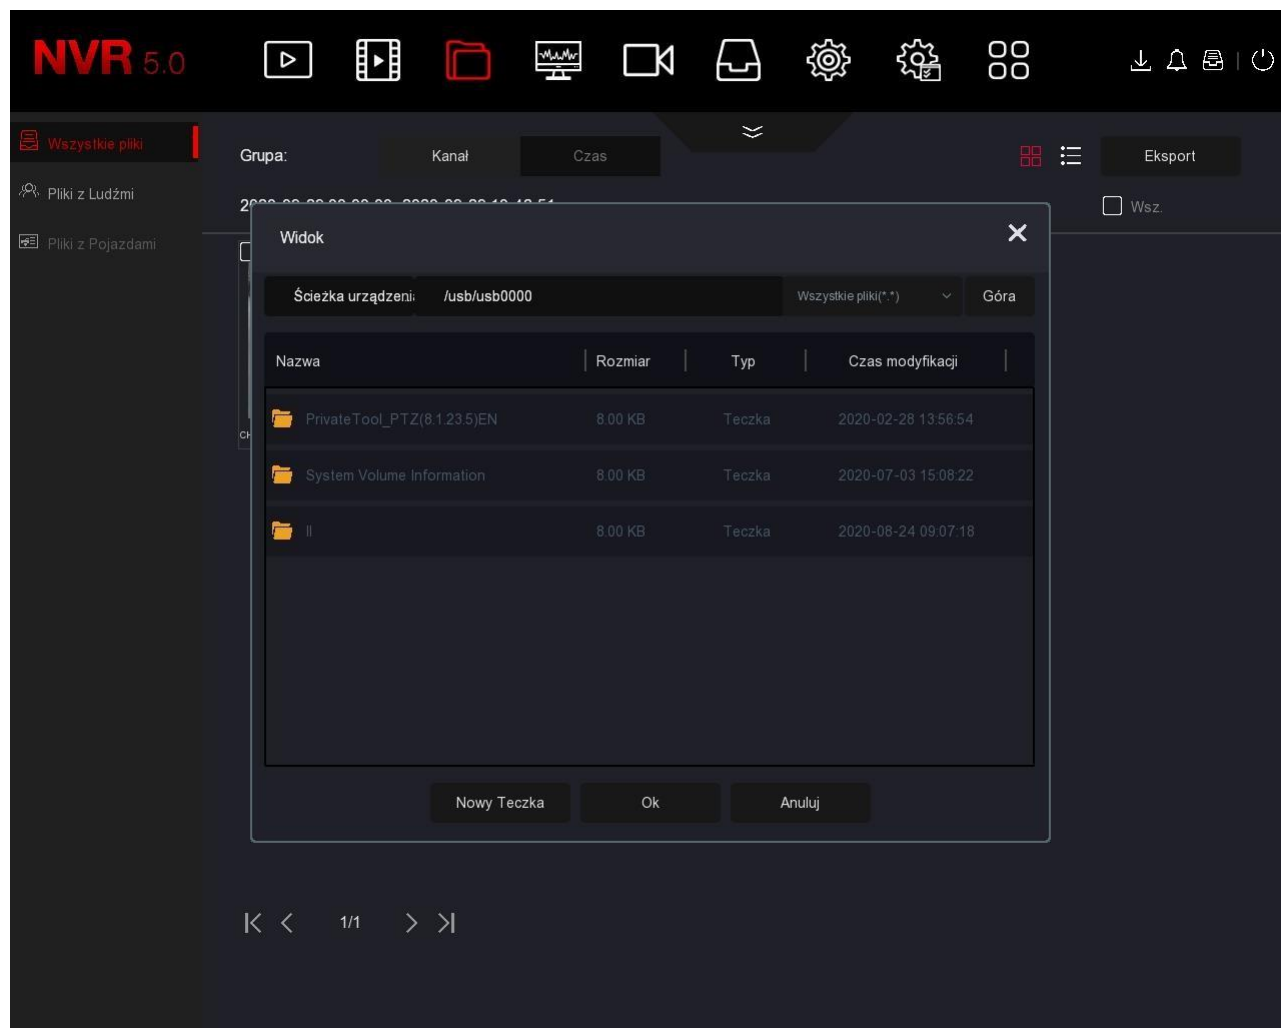 NVR 5.0
Wszystkie pliki
Pliki z Ludźmi
Pliki z Pojazdami
Grupa: Kanał Czas Eksport
Wsz.
Widok
Ścieżka urządzeni /usb/usb0000 Wszystkie pliki(*.*) Góra
Nazwa Rozmiar Typ Czas modyfikacji
PrivateTool_PTZ(8.1.23.5)EN 8.00 KB Teczka 2020-02-28 13:56:54
System Volume Information 8.00 KB Teczka 2020-07-03 15:08:22
ll 8.00 KB Teczka 2020-08-24 09:07:18
CH
Nowy Teczka Ok Anuluj
1/1